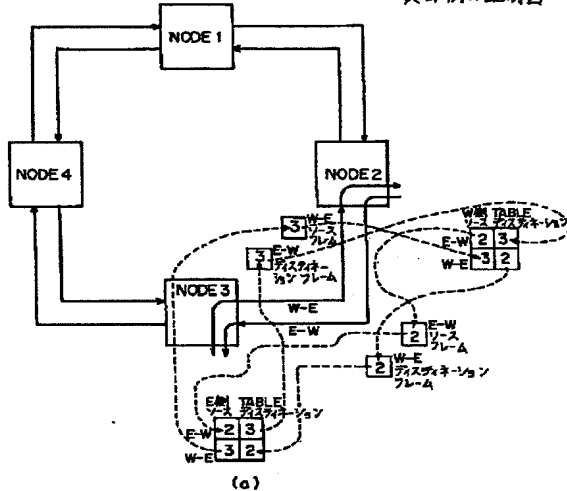 NODE 1
NODE 4
NODE 2
W側 TABLE
ソース ディスティネーション
E-W 2 3
W-E 3 2
3 W-E
ソース
フレーム
3 E-W
ディスティネー
ション フレーム
NODE 3
W-E
E-W
2 E-W
ソース
フレーム
2 W-E
ディスティネーション
フレーム
E側 TABLE
ソース ディスティネーション
E-W 2 3
W-E 3 2
(a)